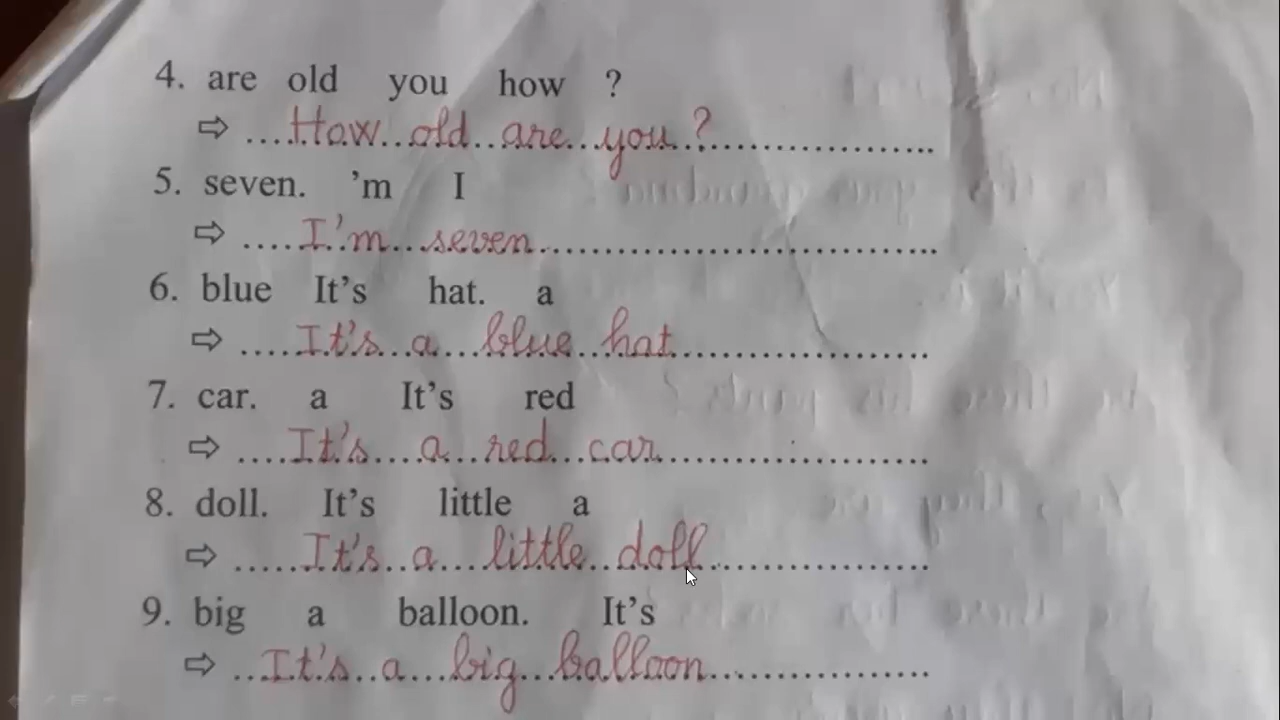 4. are old you how ?
⇨ ....How..old..are..you.?
5. seven. ’m I
⇨ ....I'm...seven
6. blue It’s hat. a
⇨ ....It's..a...blue..hat
7. car. a It’s red
⇨ ....It's...a...red...car
8. doll. It’s little a
⇨ .....It's..a...little..doll
9. big a balloon. It’s
⇨ ..It's..a...big...balloon